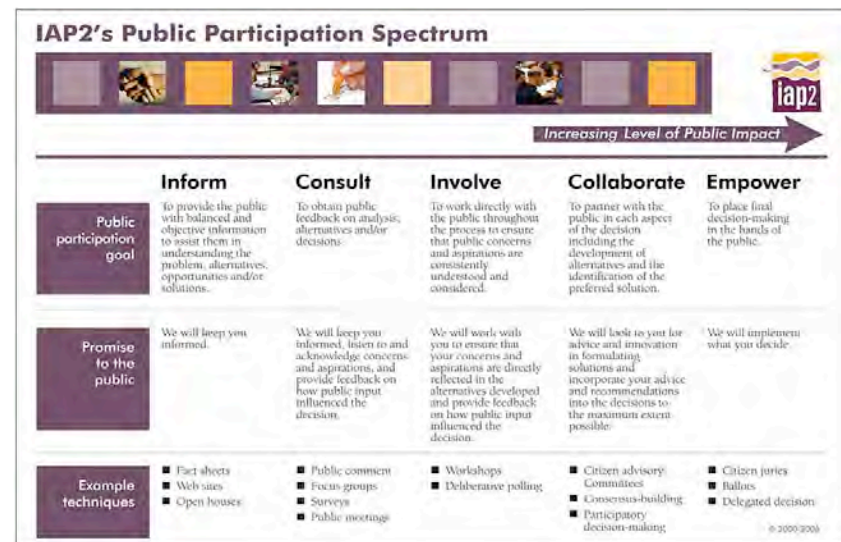 IAP2's Public Participation Spectrum
iap2
Increasing Level of Public Impact
Inform
Consult
Involve
Collaborate
Empower
Public
participation
goal
To provide the public
with balanced and
objective information
to assist them in
understanding the
problem, alternatives,
opportunities and/or
solutions.
To obtain public
feedback on analysis,
alternatives and/or
decisions
To work directly with
the public throughout
the process to ensure
that public concerns
and aspirations are
consistently
understood and
considered.
To partner with the
public in each aspect
of the decision
including the
development of
alternatives and the
identification of the
preferred solution.
To place final
decision-making
in the hands of
the public.
Promise
to the
public
We will keep you
informed.
We will keep you
informed, listen to and
acknowledge concerns
and aspirations, and
provide feedback on
how public input
influenced the
decision.
We will work with
you to ensure that
your concerns and
aspirations are directly
reflected in the
alternatives developed
and provide feedback
on how public input
influenced the
decision.
We will look to you for
advice and innovation
in formulating
solutions and
incorporate your advice
and recommendations
into the decisions to
the maximum extent
possible.
We will implement
what you decide.
Example
techniques
■ Fact sheets
■ Web sites
■ Open houses
■ Public comment
■ Focus groups
■ Surveys
■ Public meetings
■ Workshops
■ Deliberative polling
■ Citizen advisory
Committees
■ Consensus-building
■ Participatory
decision-making
■ Citizen juries
■ Ballots
■ Delegated decision
© 2000-2006